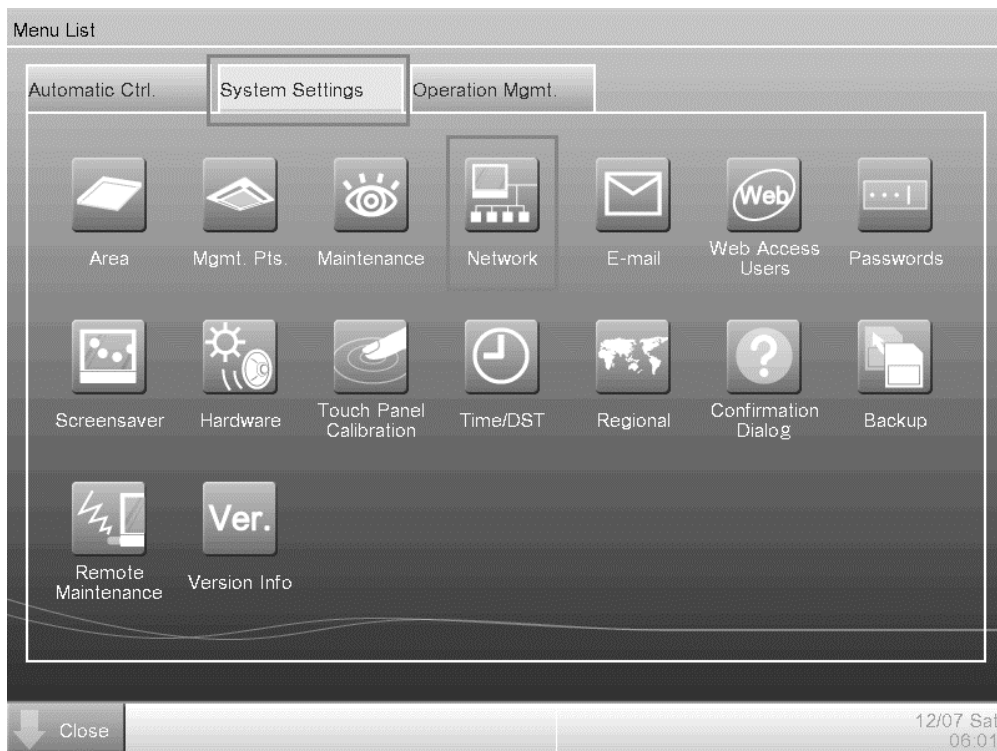 Menu List
Automatic Ctrl.
System Settings
Operation Mgmt.
Area
Mgmt. Pts.
Maintenance
Network
E-mail
Web
Web Access
Users
Passwords
Screensaver
Hardware
Touch Panel
Calibration
Time/DST
Regional
?
Confirmation
Dialog
Backup
Remote
Maintenance
Ver.
Version Info
Close
12/07 Sat
06:01